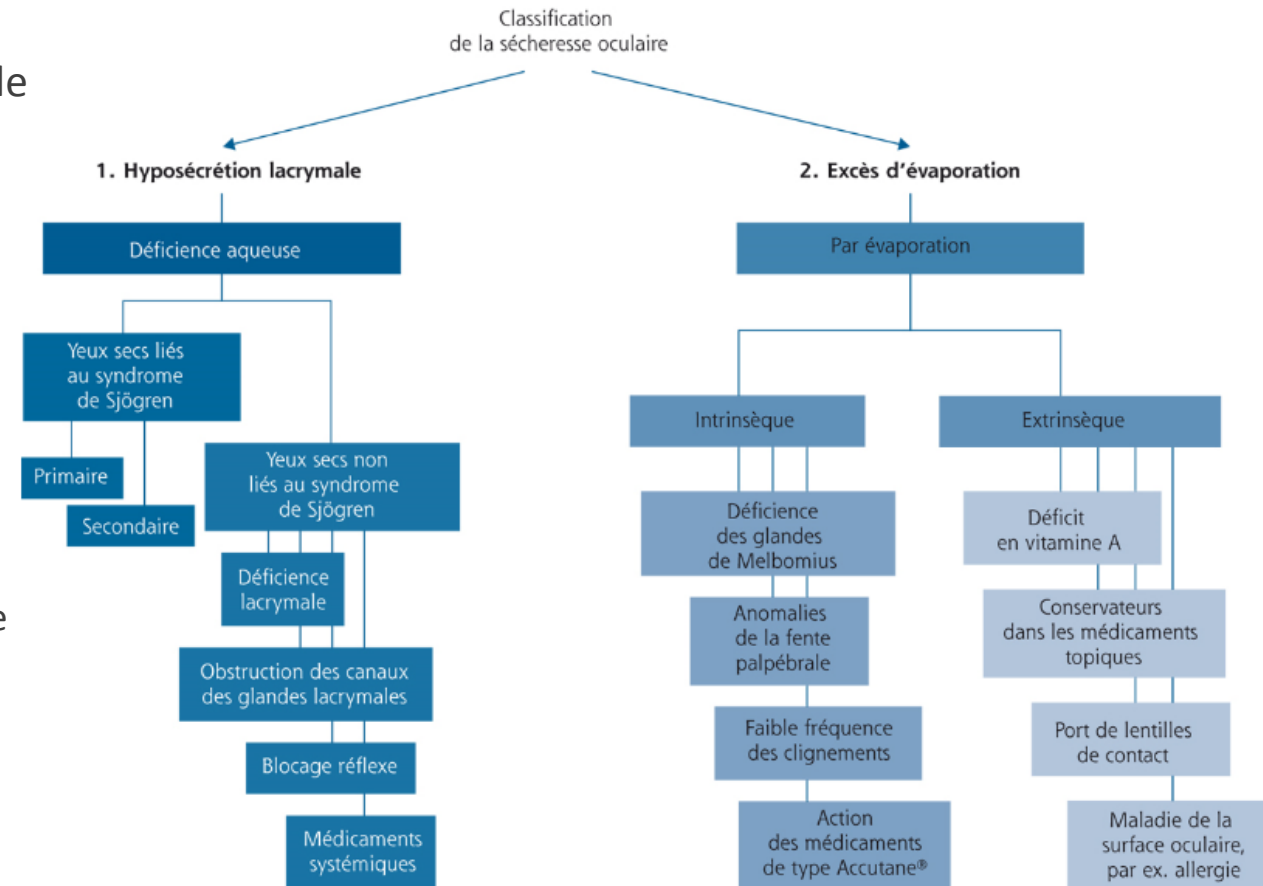 Classification
de la sécheresse oculaire
le
1. Hyposécrétion lacrymale
2. Excès d'évaporation
Déficience aqueuse
Par évaporation
Yeux secs liés
au syndrome
de Sjögren
Primaire
Secondaire
Yeux secs non
liés au syndrome
de Sjögren
Déficience
lacrymale
e
Obstruction des canaux
des glandes lacrymales
Blocage réflexe
Médicaments
systémiques
Intrinsèque
Déficience
des glandes
de Melbomius
Anomalies
de la fente
palpébrale
Faible fréquence
des clignements
Action
des médicaments
de type Accutane®
Extrinsèque
Déficit
en vitamine A
Conservateurs
dans les médicaments
topiques
Port de lentilles
de contact
Maladie de la
surface oculaire,
par ex. allergie